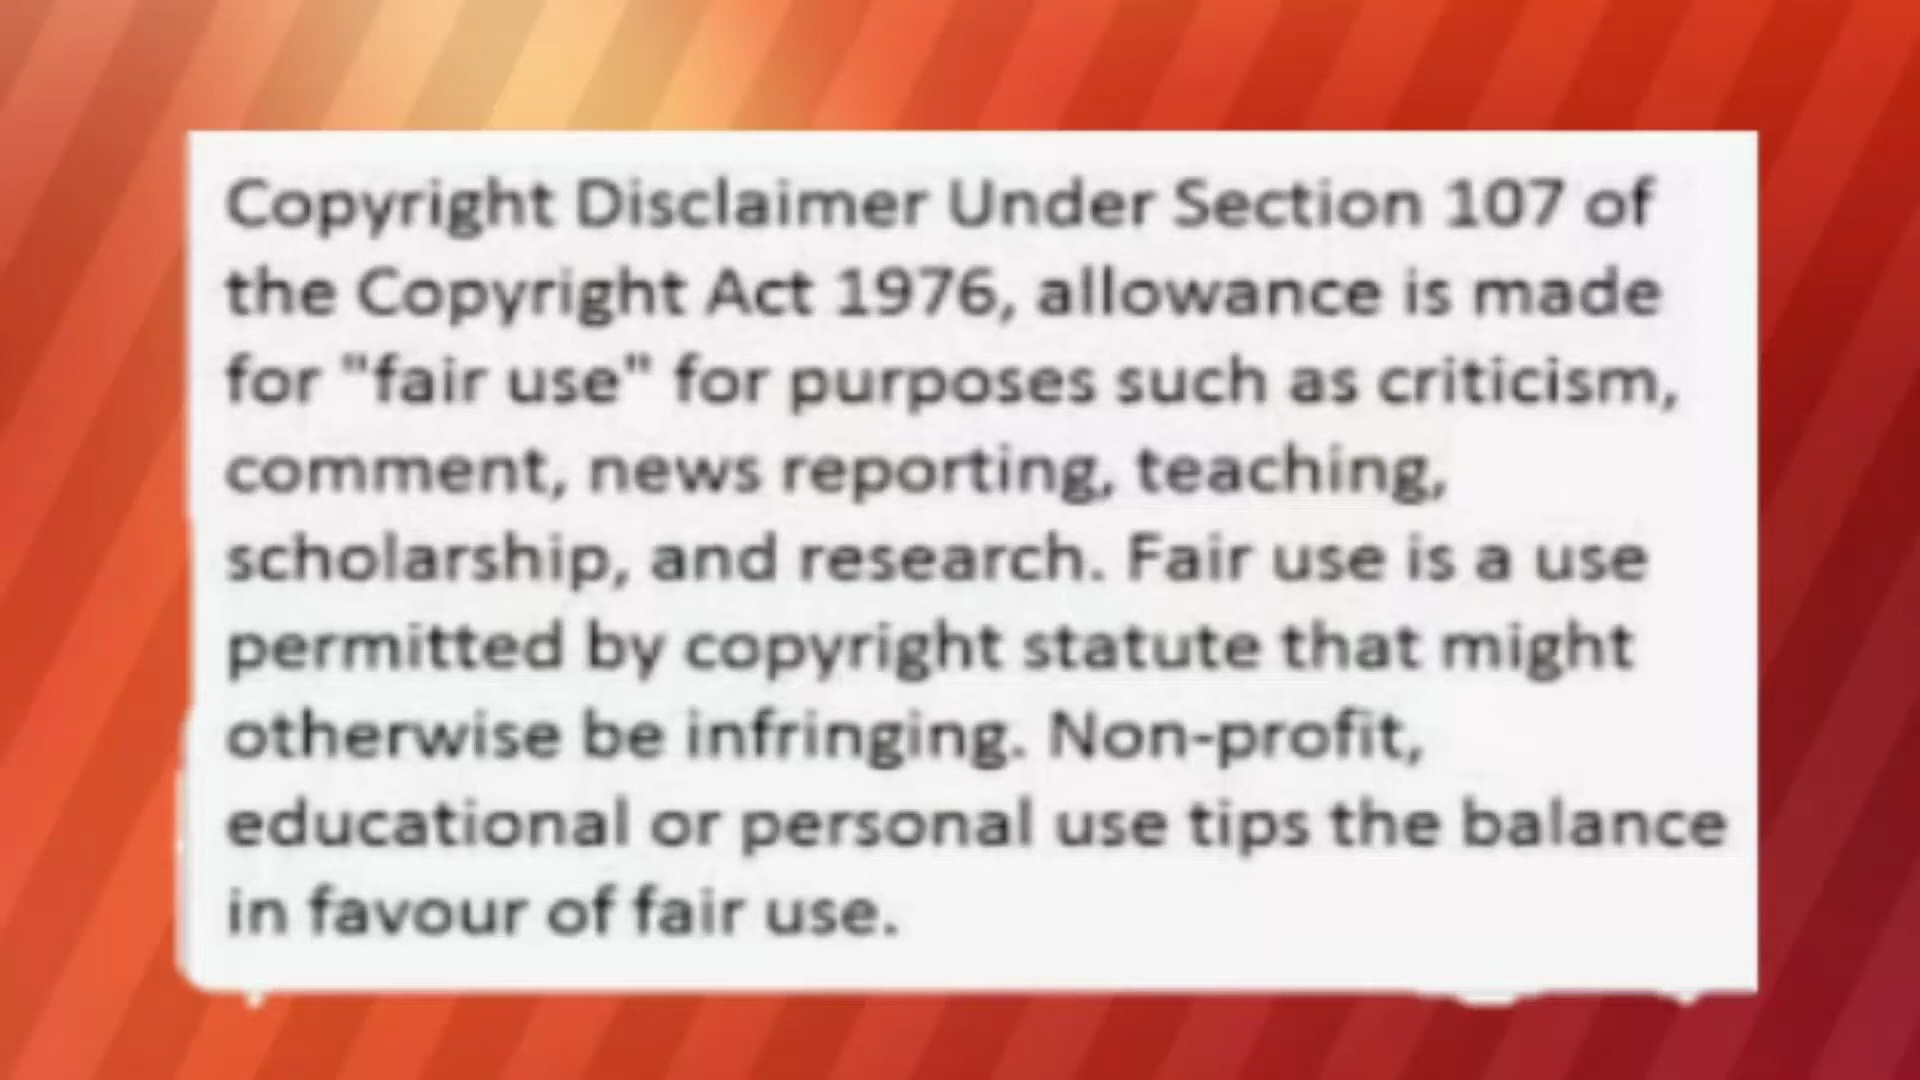 Copyright Disclaimer Under Section 107 of
the Copyright Act 1976, allowance is made
for "fair use" for purposes such as criticism,
comment, news reporting, teaching,
scholarship, and research. Fair use is a use
permitted by copyright statute that might
otherwise be infringing. Non-profit,
educational or personal use tips the balance
in favour of fair use.